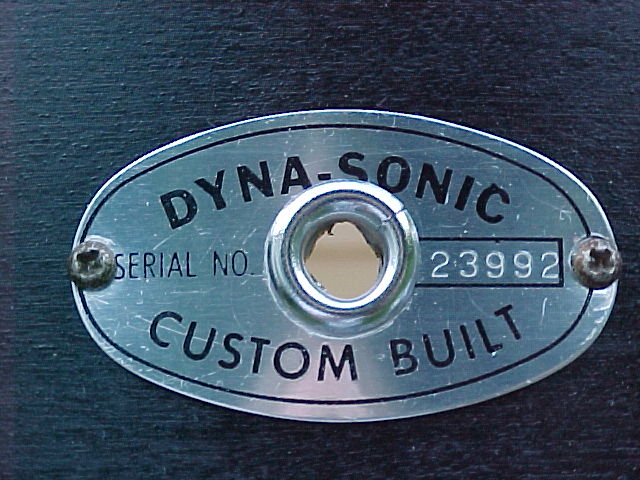 DYNA-SONIC
SERIAL NO. 23992
CUSTOM BUILT